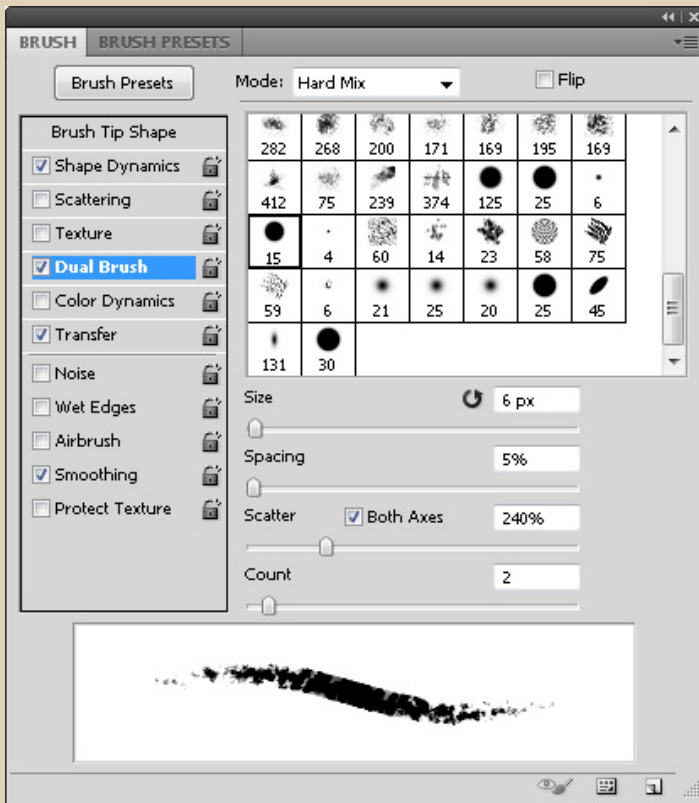 BRUSH BRUSH PRESETS
Brush Presets Mode: Hard Mix Flip
Brush Tip Shape
Shape Dynamics
Scattering
Texture
Dual Brush
Color Dynamics
Transfer
Noise
Wet Edges
Airbrush
Smoothing
Protect Texture
282 268 200 171 169 195 169
412 75 239 374 125 25 6
15 4 60 14 23 58 75
59 6 21 25 20 25 45
131 30
Size 6 px
Spacing 5%
Scatter Both Axes 240%
Count 2